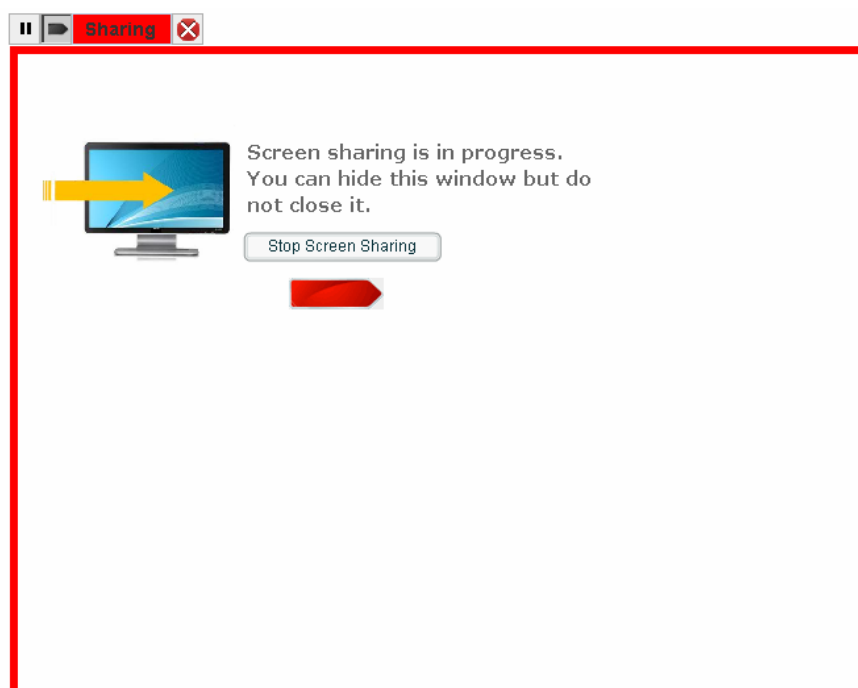 Sharing
Screen sharing is in progress.
You can hide this window but do
not close it.
Stop Screen Sharing